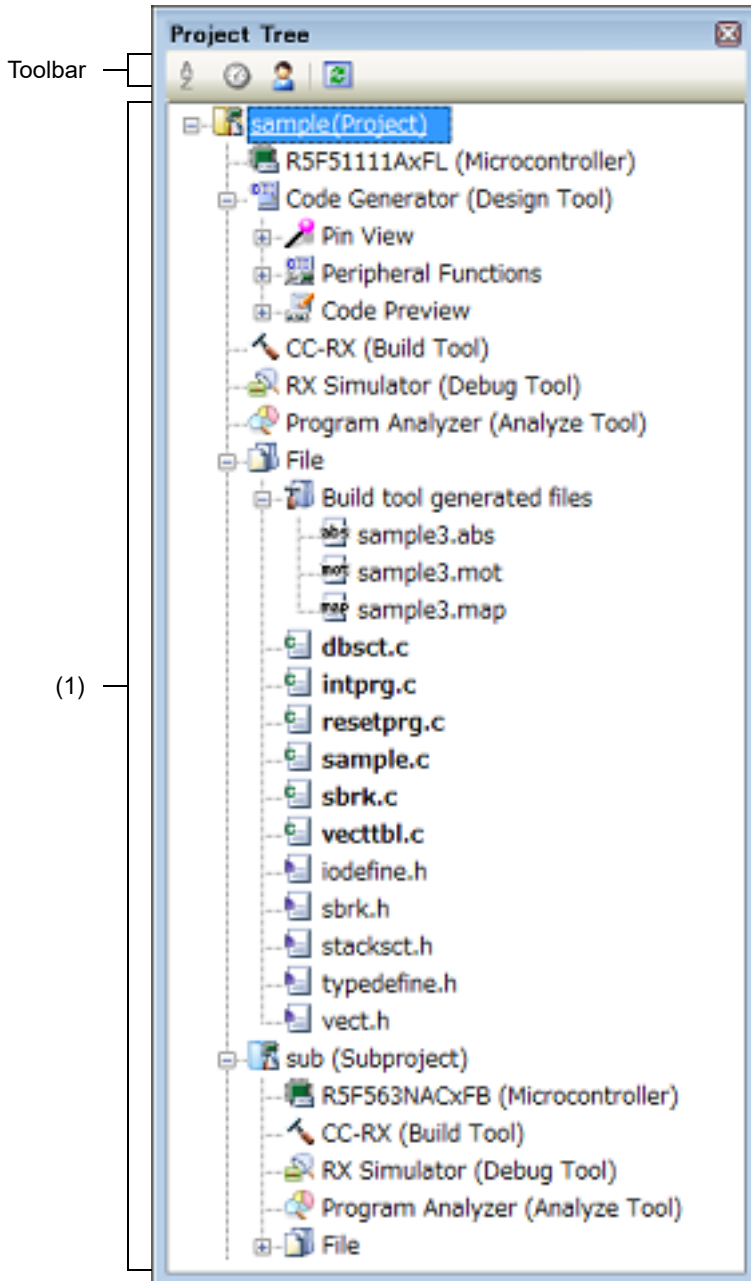 Project Tree
Toolbar
sample(Project)
R5F51111AxFL (Microcontroller)
Code Generator (Design Tool)
Pin View
Peripheral Functions
Code Preview
CC-RX (Build Tool)
RX Simulator (Debug Tool)
Program Analyzer (Analyze Tool)
File
Build tool generated files
abs sample3.abs
mot sample3.mot
map sample3.map
dbsct.c
intprg.c
(1)
resetprg.c
sample.c
sbrk.c
vecttbl.c
iodefine.h
sbrk.h
stacksct.h
typedefine.h
vect.h
sub (Subproject)
R5F563NACxFB (Microcontroller)
CC-RX (Build Tool)
RX Simulator (Debug Tool)
Program Analyzer (Analyze Tool)
File